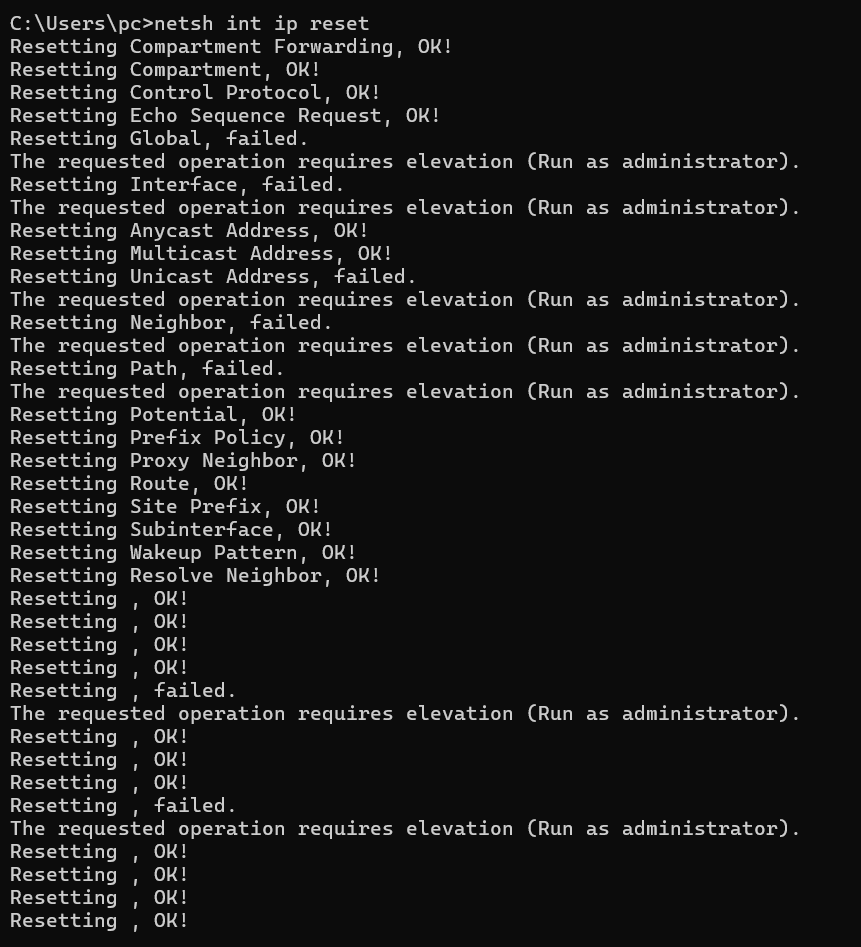 C:\Users\pc>netsh int ip reset
Resetting Compartment Forwarding, OK!
Resetting Compartment, OK!
Resetting Control Protocol, OK!
Resetting Echo Sequence Request, OK!
Resetting Global, failed.
The requested operation requires elevation (Run as administrator).
Resetting Interface, failed.
The requested operation requires elevation (Run as administrator).
Resetting Anycast Address, OK!
Resetting Multicast Address, OK!
Resetting Unicast Address, failed.
The requested operation requires elevation (Run as administrator).
Resetting Neighbor, failed.
The requested operation requires elevation (Run as administrator).
Resetting Path, failed.
The requested operation requires elevation (Run as administrator).
Resetting Potential, OK!
Resetting Prefix Policy, OK!
Resetting Proxy Neighbor, OK!
Resetting Route, OK!
Resetting Site Prefix, OK!
Resetting Subinterface, OK!
Resetting Wakeup Pattern, OK!
Resetting Resolve Neighbor, OK!
Resetting , OK!
Resetting , OK!
Resetting , OK!
Resetting , OK!
Resetting , failed.
The requested operation requires elevation (Run as administrator).
Resetting , OK!
Resetting , OK!
Resetting , OK!
Resetting , failed.
The requested operation requires elevation (Run as administrator).
Resetting , OK!
Resetting , OK!
Resetting , OK!
Resetting , OK!